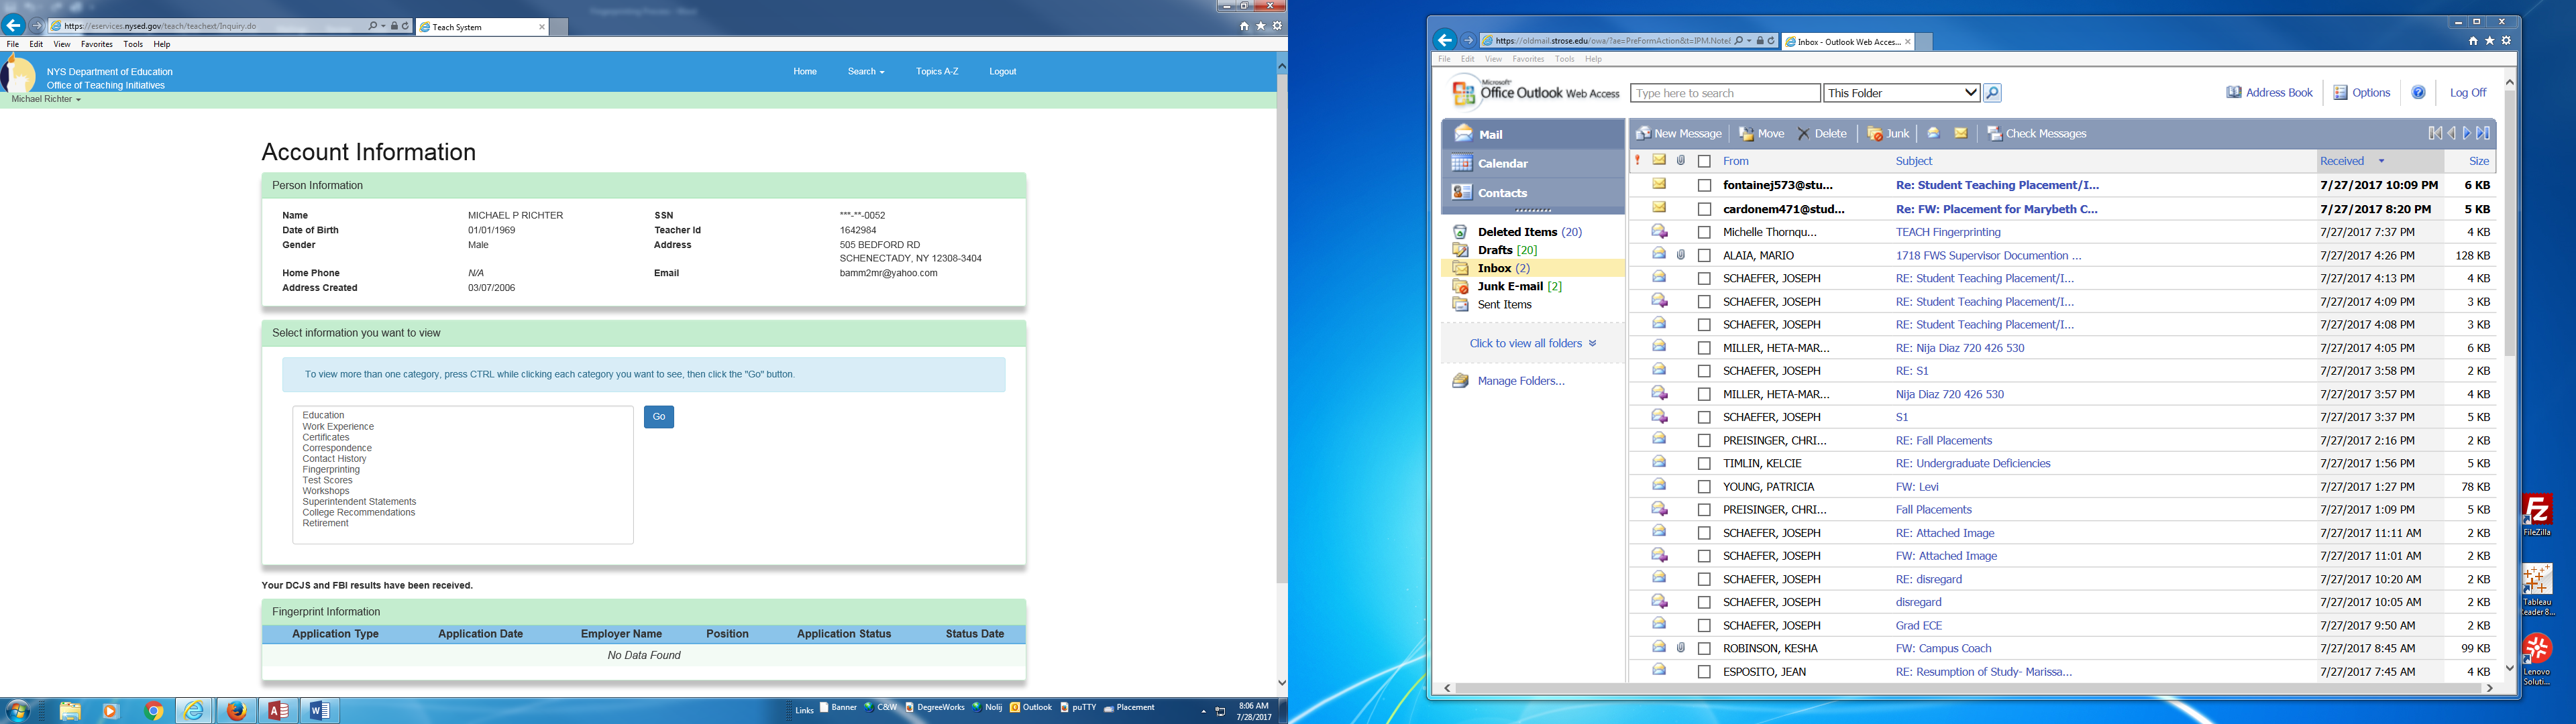 https://eservices.nysed.gov/teach/teachext/Inquiry.do
Teach System
File Edit View Favorites Tools Help
NYS Department of Education
Office of Teaching Initiatives
Home Search Topics A-Z Logout
Michael Richter
Account Information
Person Information
Name MICHAEL P RICHTER SSN ***-**-0052
Date of Birth 01/01/1969 Teacher Id 1642984
Gender Male Address 505 BEDFORD RD
SCHENECTADY, NY 12308-3404
Home Phone N/A Email bamm2mr@yahoo.com
Address Created 03/07/2006
Select information you want to view
To view more than one category, press CTRL while clicking each category you want to see, then click the "Go" button.
Education
Go
Work Experience
Certificates
Correspondence
Contact History
Fingerprinting
Test Scores
Workshops
Superintendent Statements
College Recommendations
Retirement
Your DCJS and FBI results have been received.
Fingerprint Information
Application Type Application Date Employer Name Position Application Status Status Date
No Data Found
Links Banner C&W DegreeWorks Nolij Outlook puTTY Placement
8:06 AM
7/28/2017
https://oldmail.strose.edu/owa/?ae=PreFormAction&t=IPM.Note
Inbox - Outlook Web Acces...
File Edit View Favorites Tools Help
Microsoft
Office Outlook Web Access
Type here to search This Folder
Address Book Options Log Off
Mail
Calendar
Contacts
Deleted Items (20)
Drafts [20]
Inbox (2)
Junk E-mail [2]
Sent Items
Click to view all folders
Manage Folders...
New Message Move Delete Junk Check Messages
From Subject Received Size
fontainej573@stu... Re: Student Teaching Placement/I... 7/27/2017 10:09 PM 6 KB
cardonem471@stud... Re: FW: Placement for Marybeth C... 7/27/2017 8:20 PM 5 KB
Michelle Thornqu... TEACH Fingerprinting 7/27/2017 7:37 PM 4 KB
ALAIA, MARIO 1718 FWS Supervisor Documention ... 7/27/2017 4:26 PM 128 KB
SCHAEFER, JOSEPH RE: Student Teaching Placement/I... 7/27/2017 4:13 PM 4 KB
SCHAEFER, JOSEPH RE: Student Teaching Placement/I... 7/27/2017 4:09 PM 3 KB
SCHAEFER, JOSEPH RE: Student Teaching Placement/I... 7/27/2017 4:08 PM 3 KB
MILLER, HETA-MAR... RE: Nija Diaz 720 426 530 7/27/2017 4:05 PM 6 KB
SCHAEFER, JOSEPH RE: S1 7/27/2017 3:58 PM 2 KB
MILLER, HETA-MAR... Nija Diaz 720 426 530 7/27/2017 3:57 PM 4 KB
SCHAEFER, JOSEPH S1 7/27/2017 3:37 PM 5 KB
PREISINGER, CHRI... RE: Fall Placements 7/27/2017 2:16 PM 2 KB
TIMLIN, KELCIE RE: Undergraduate Deficiencies 7/27/2017 1:56 PM 5 KB
YOUNG, PATRICIA FW: Levi 7/27/2017 1:27 PM 78 KB
PREISINGER, CHRI... Fall Placements 7/27/2017 1:09 PM 5 KB
SCHAEFER, JOSEPH RE: Attached Image 7/27/2017 11:11 AM 2 KB
SCHAEFER, JOSEPH FW: Attached Image 7/27/2017 11:01 AM 2 KB
SCHAEFER, JOSEPH RE: disregard 7/27/2017 10:20 AM 2 KB
SCHAEFER, JOSEPH disregard 7/27/2017 10:05 AM 2 KB
SCHAEFER, JOSEPH Grad ECE 7/27/2017 9:50 AM 2 KB
ROBINSON, KESHA FW: Campus Coach 7/27/2017 8:45 AM 99 KB
ESPOSITO, JEAN RE: Resumption of Study- Marissa... 7/27/2017 7:45 AM 4 KB
FileZilla
Tableau
Reader 8...
Lenovo
Soluti...